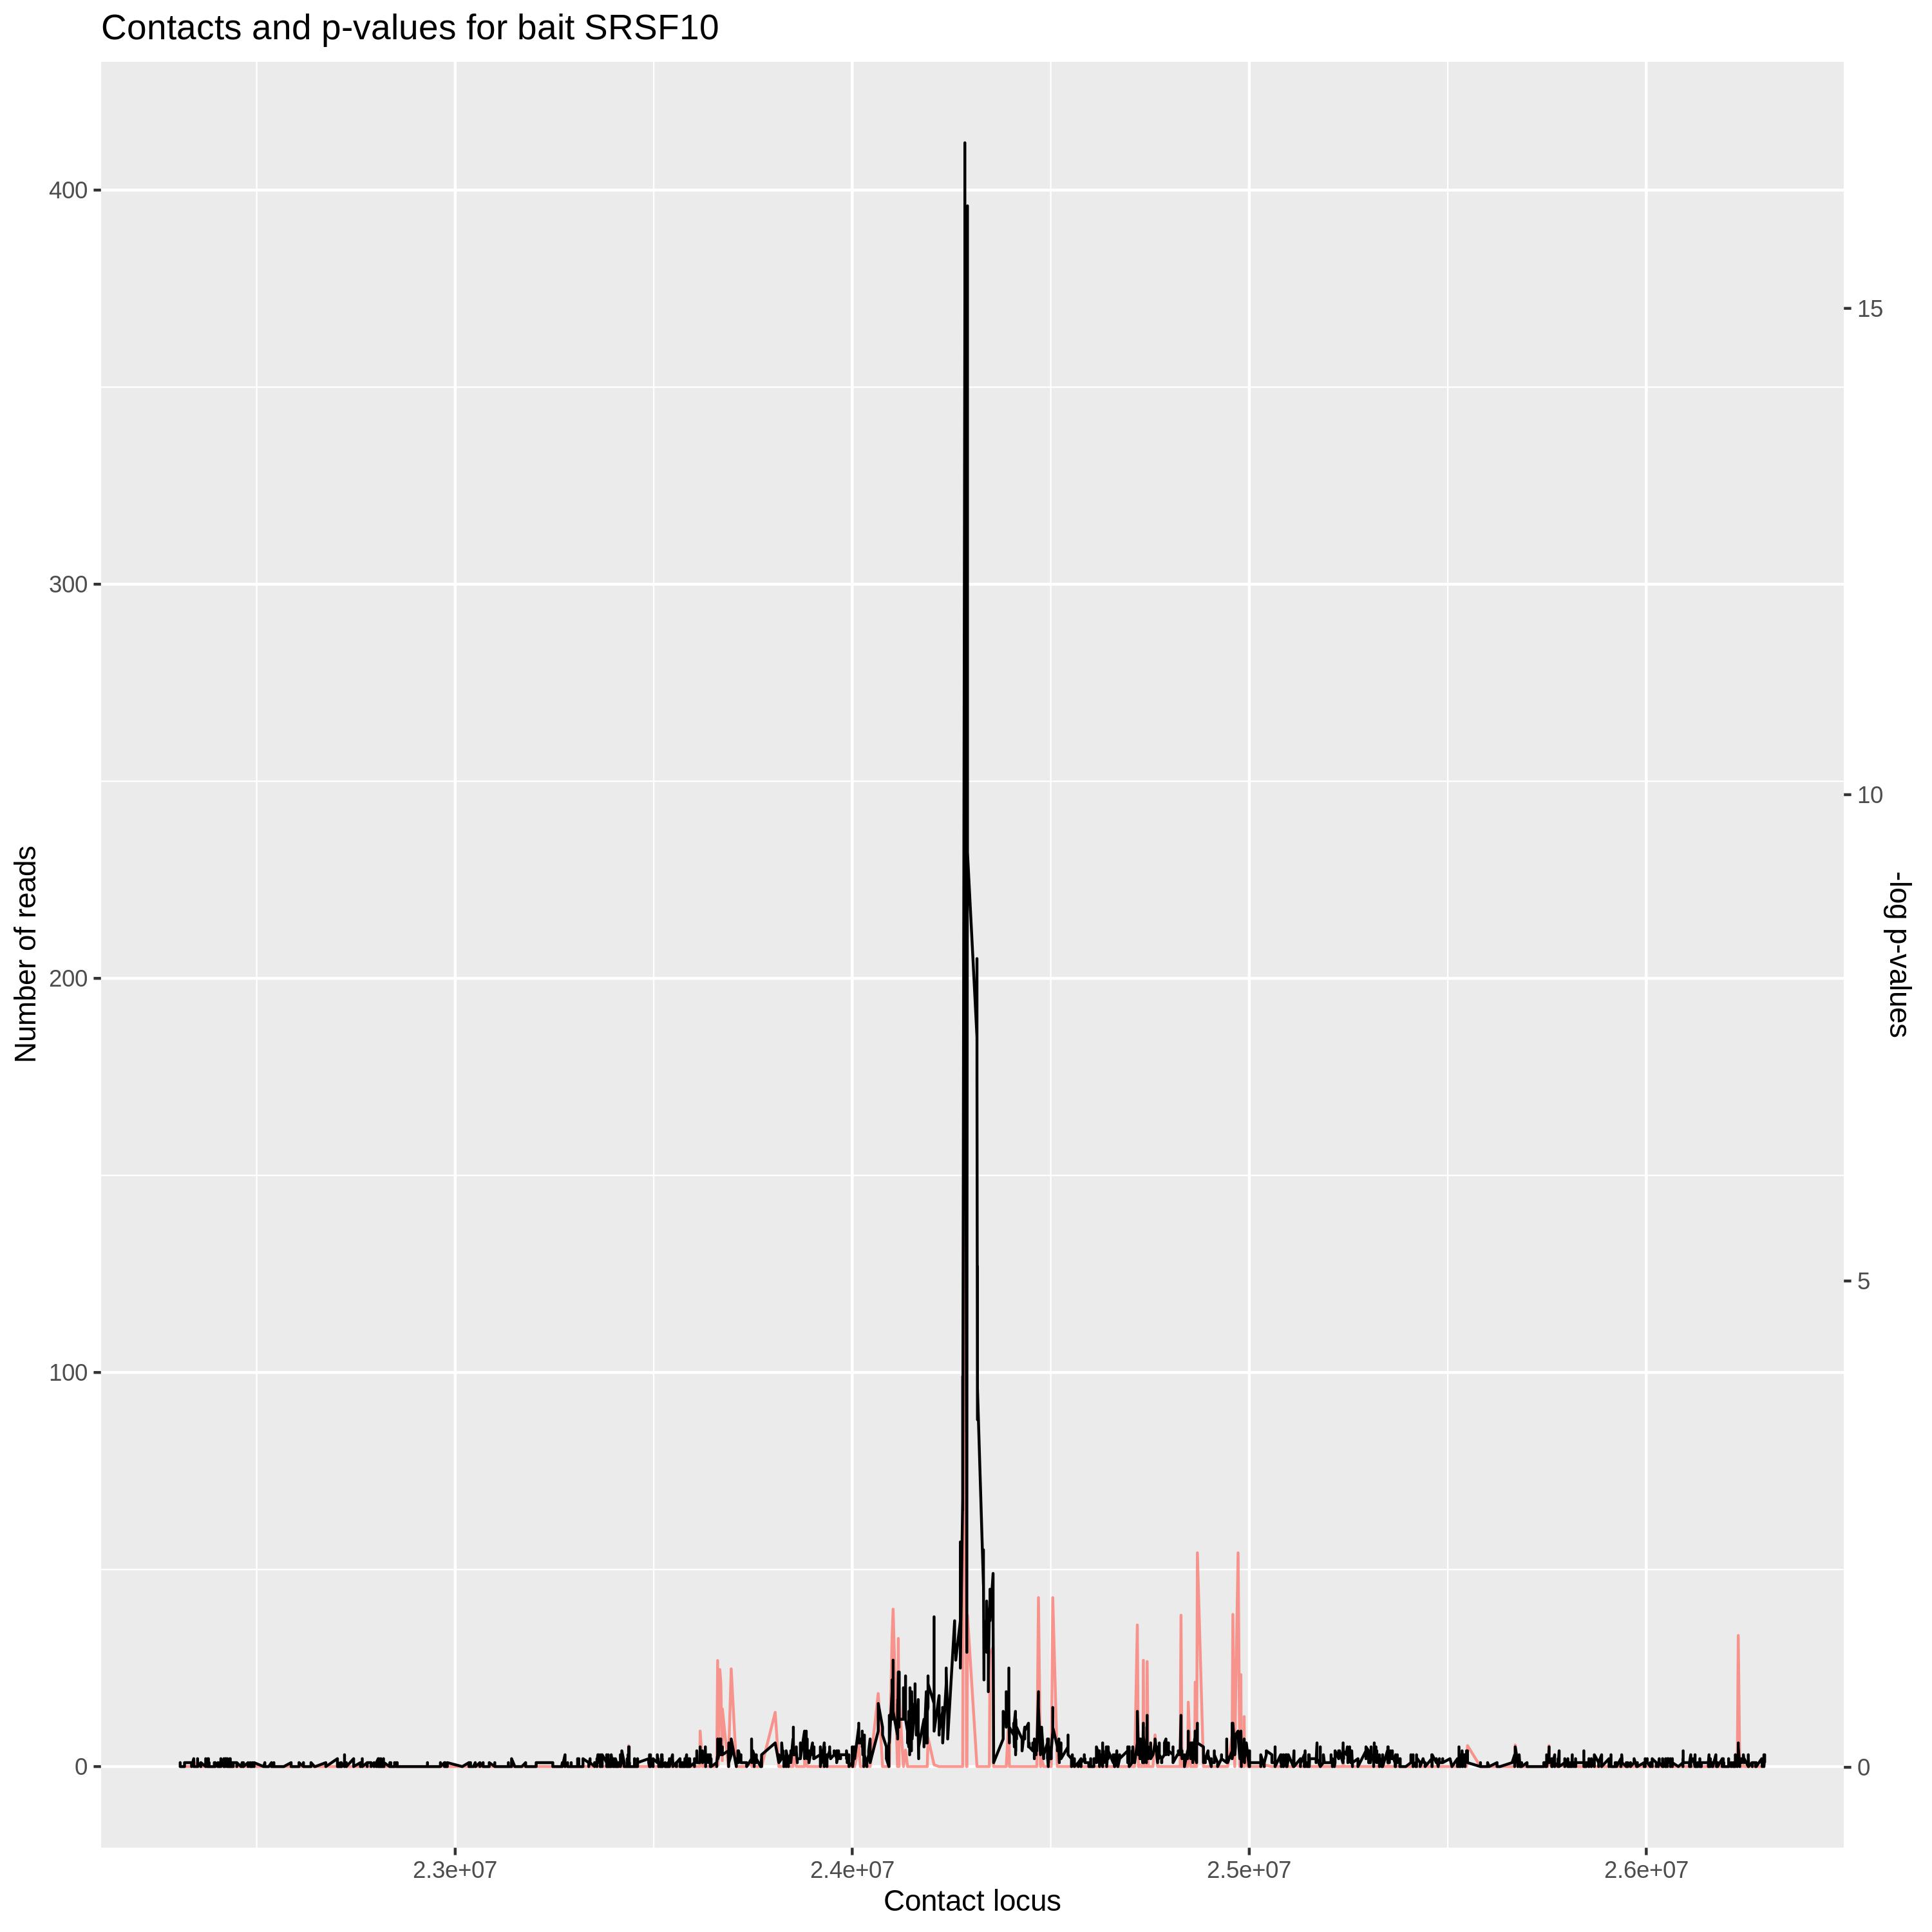 Contacts and p-values for bait SRSF10
400
300
200
100
0
Number of reads
15
10
5
0
-log p-values
2.3e+07
2.4e+07
2.5e+07
2.6e+07
Contact locus